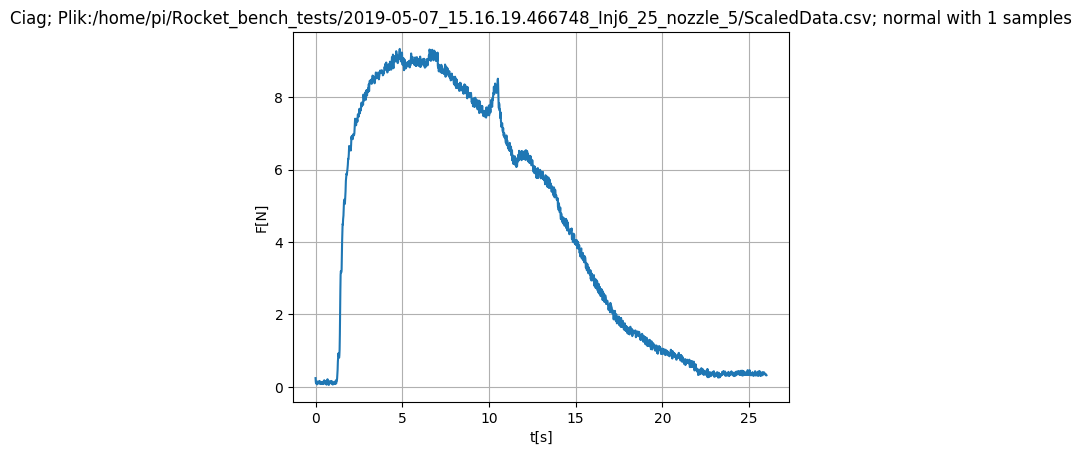 Ciag; Plik:/home/pi/Rocket_bench_tests/2019-05-07_15.16.19.466748_Inj6_25_nozzle_5/ScaledData.csv; normal with 1 samples
F[N]
8
6
4
2
0
0 5 10 15 20 25
t[s]